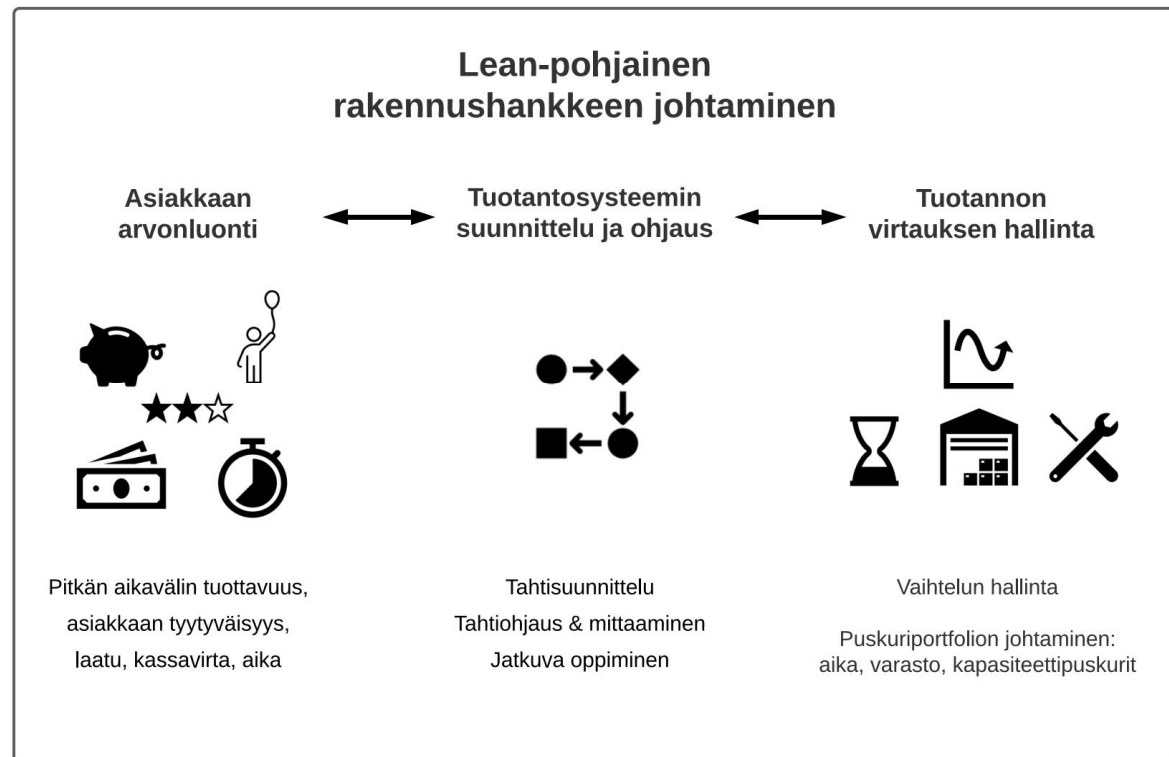 Lean-pohjainen
rakennushankkeen johtaminen
Asiakkaan
arvonluonti
Tuotantosysteemin
suunnittelu ja ohjaus
Tuotannon
virtauksen hallinta
Pitkän aikavälin tuottavuus,
asiakkaan tyytyväisyys,
laatu, kassavirta, aika
Tahtisuunnittelu
Tahtiohjaus & mittaaminen
Jatkuva oppiminen
Vaihtelun hallinta
Puskuriportfolion johtaminen:
aika, varasto, kapasiteettipuskurit